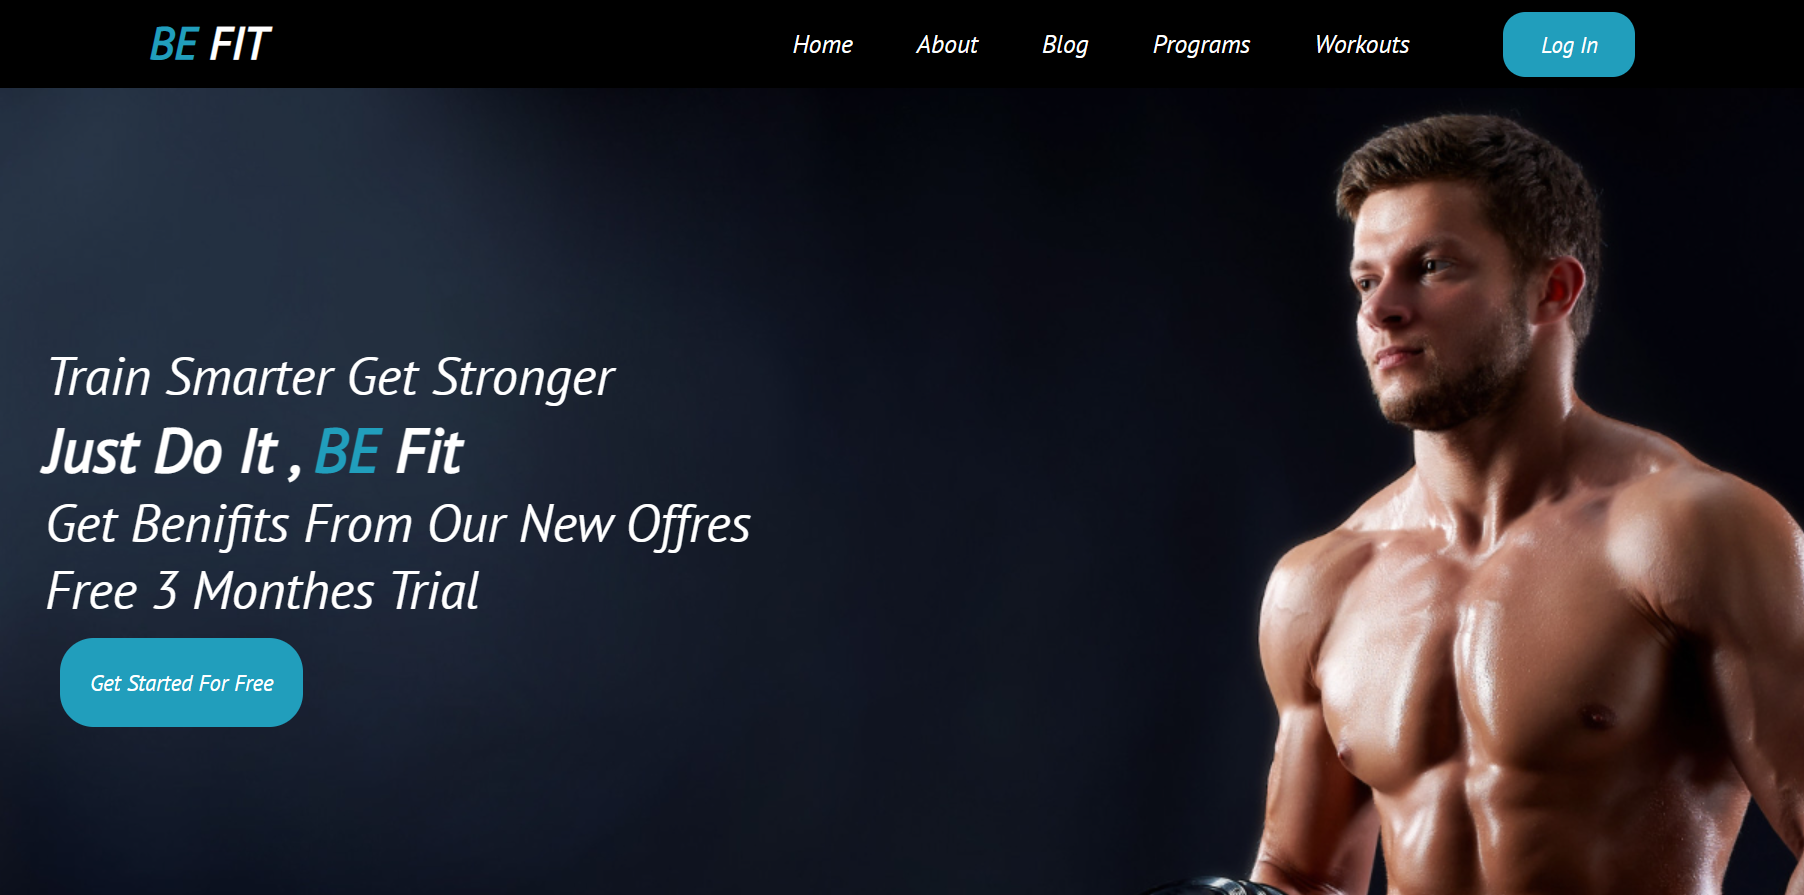 BE FIT
Home About Blog Programs Workouts Log In
Train Smarter Get Stronger
Just Do It , BE Fit
Get Benifits From Our New Offres
Free 3 Monthes Trial
Get Started For Free